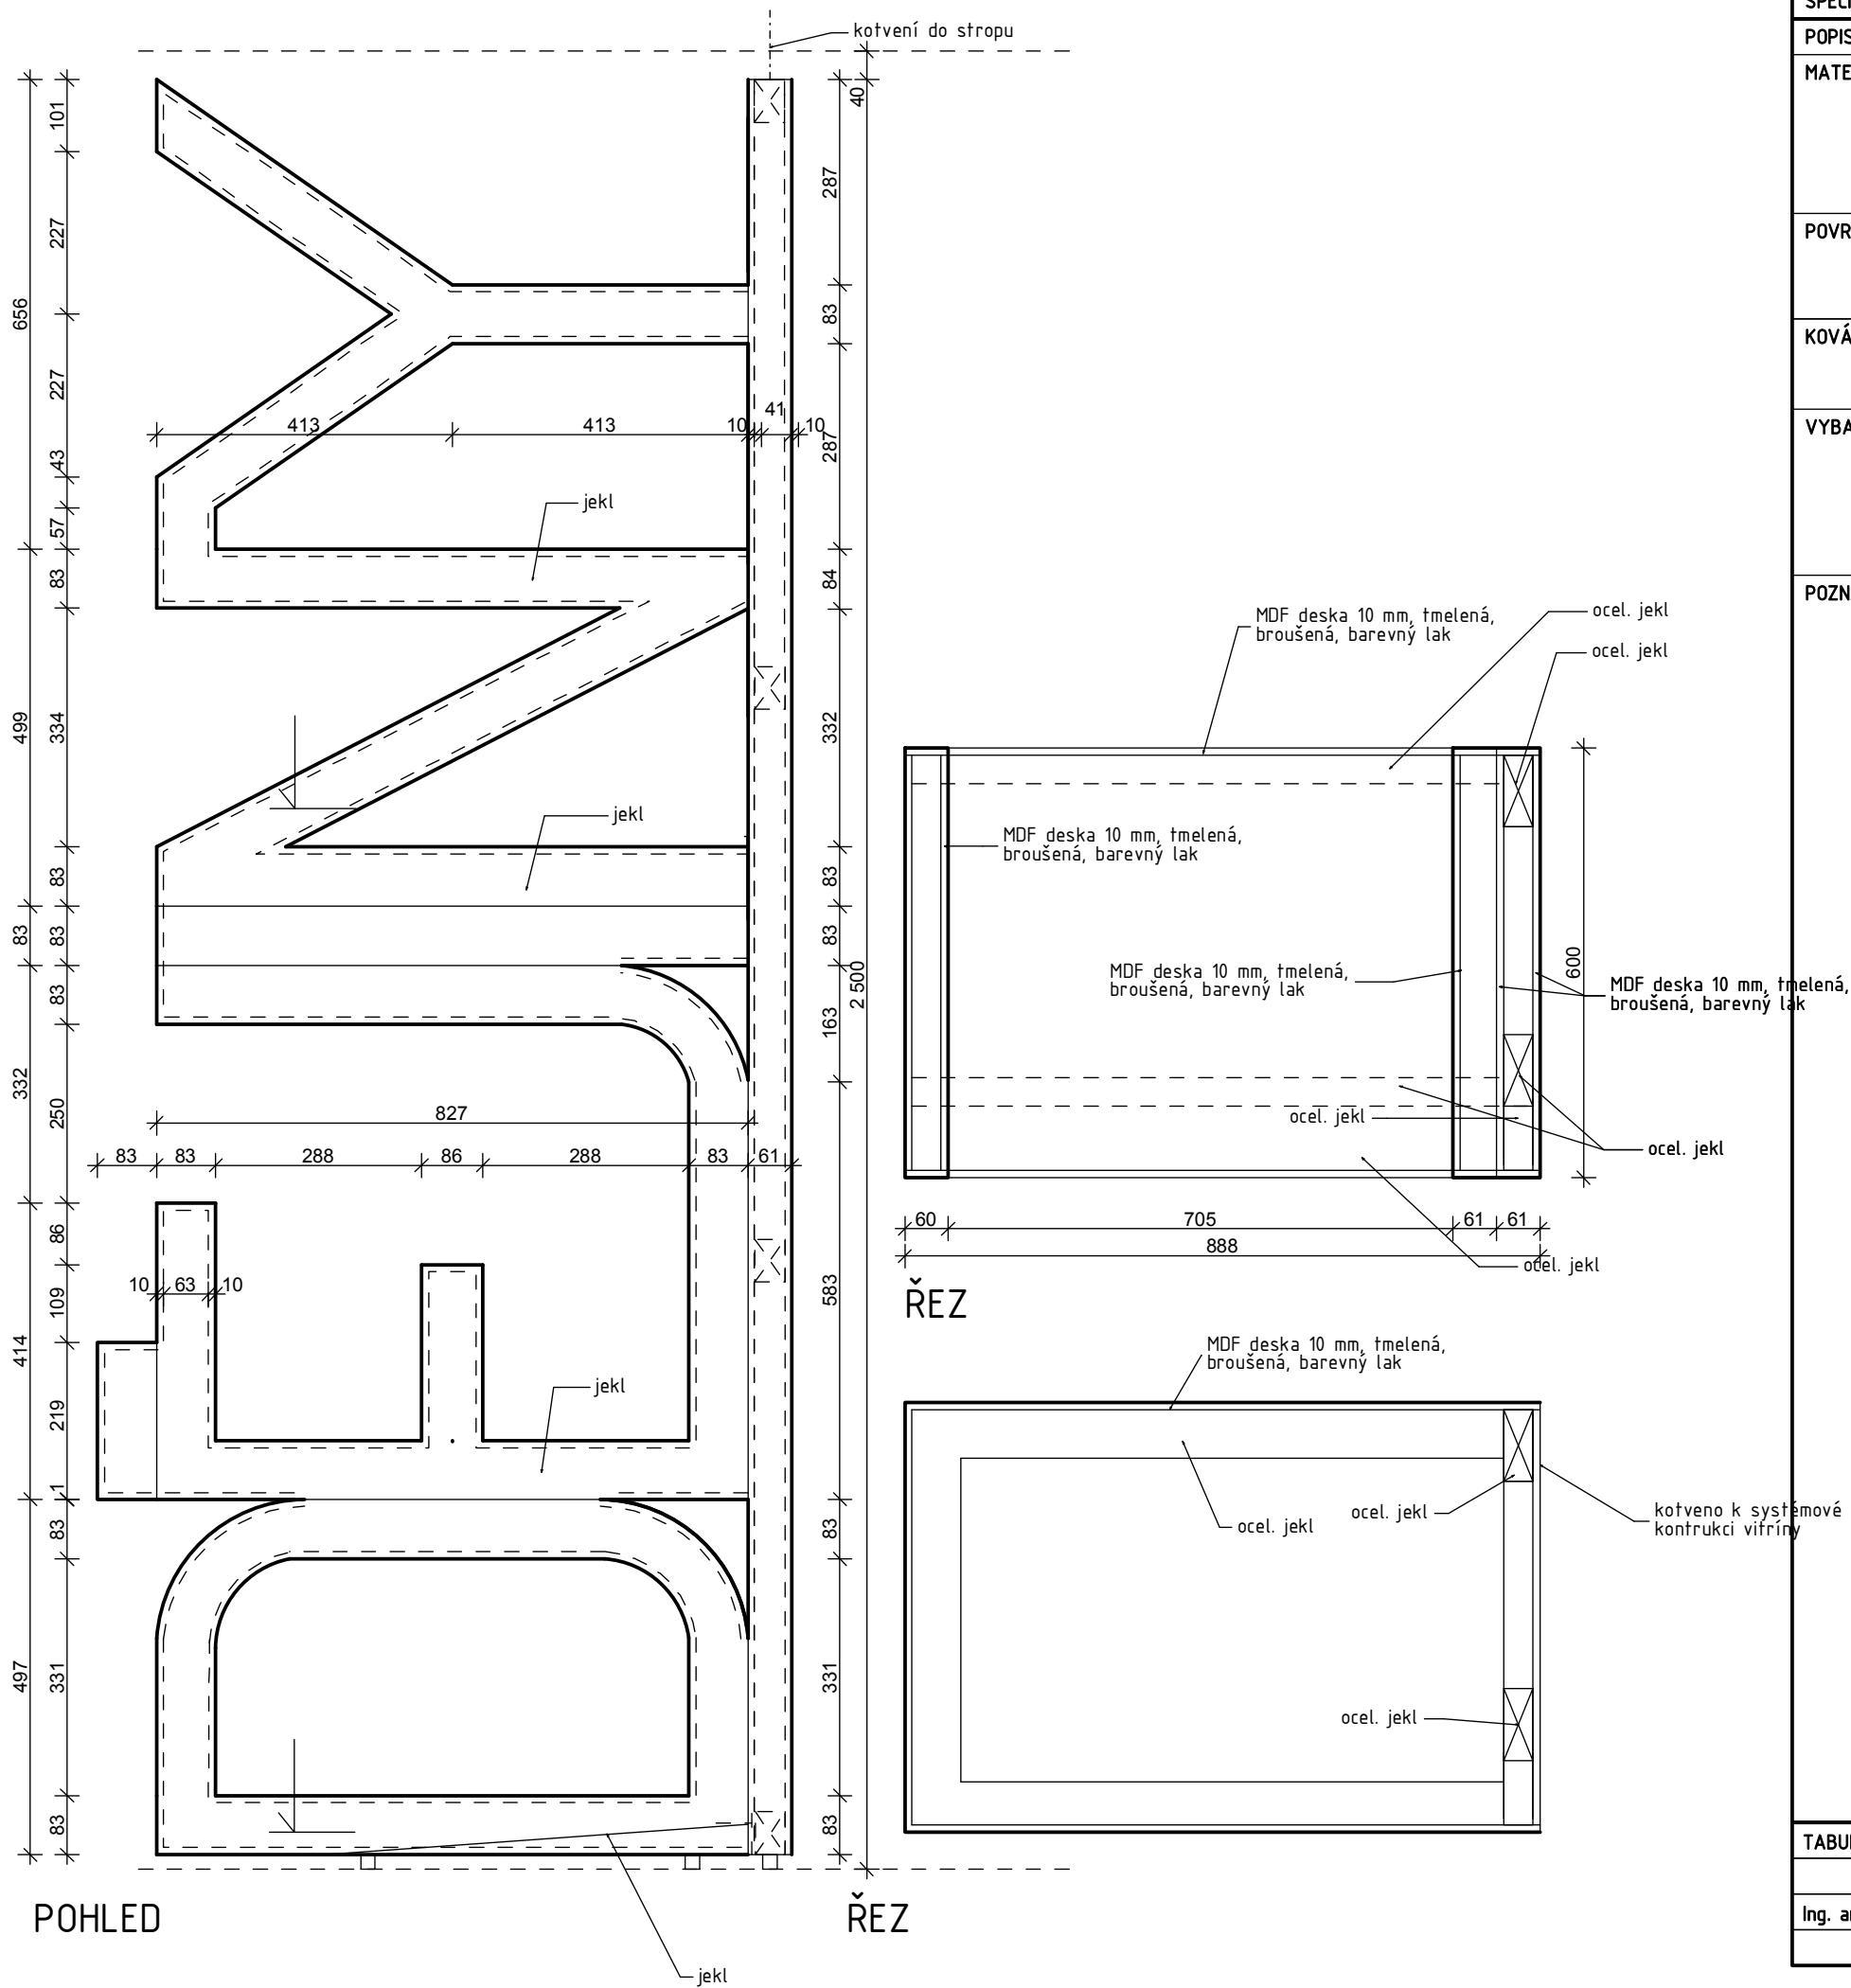 kotvení do stropu
101
227
227
43
57
83
334
83
83
83
250
86
109
219
1
83
331
83
656
499
83
332
414
497
413
413
10
41
10
287
83
287
84
332
83
83
163
583
83
331
83
40
2 500
jekl
jekl
827
83
83
288
86
288
83
61
10
63
10
jekl
jekl
POHLED
ŘEZ
MDF deska 10 mm, tmelená,
broušená, barevný lak
ocel. jekl
ocel. jekl
MDF deska 10 mm, tmelená,
broušená, barevný lak
MDF deska 10 mm, tmelená,
broušená, barevný lak
600
MDF deska 10 mm, tmelená,
broušená, barevný lak
ocel. jekl
ocel. jekl
60
705
61
61
888
ocel. jekl
ŘEZ
MDF deska 10 mm, tmelená,
broušená, barevný lak
ocel. jekl
ocel. jekl
kotveno k systémové
kontrukci vitríny
ocel. jekl
POPIS
MATE
POVR
KOVÁ
VYBA
POZN
TABU
Ing. a